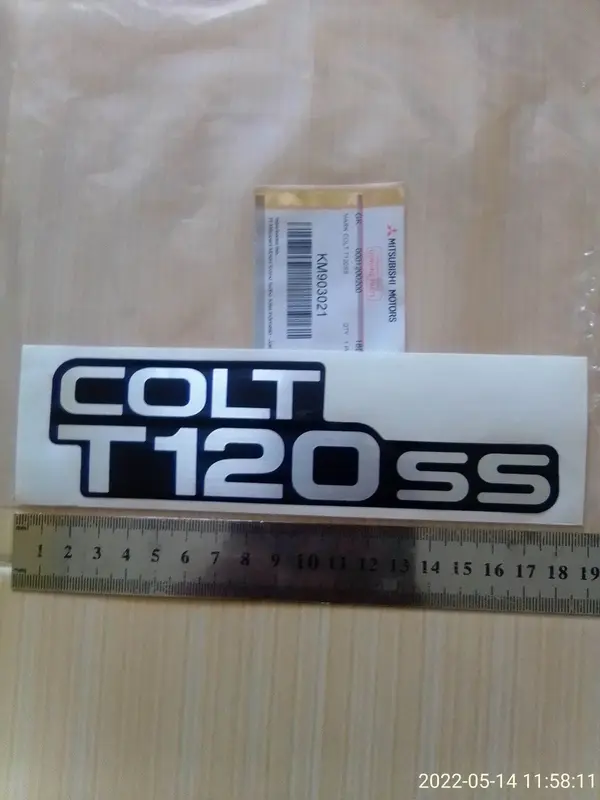 MITSUBISHI MOTORS
KM903021
COLT
T120SS
1 2 3 4 5 6 7 8 9 10 11 12 13 14 15 16 17 18 19
2022-05-14 11:58:11